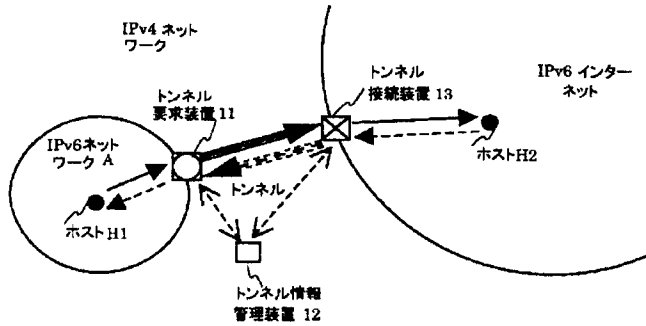 IPv4 ネット
ワーク
トンネル
接続装置 13
IPv6 インター
ネット
トンネル
要求装置 11
IPv6ネット
ワーク A
トンネル
ホストH1
ホストH2
トンネル情報
管理装置 12